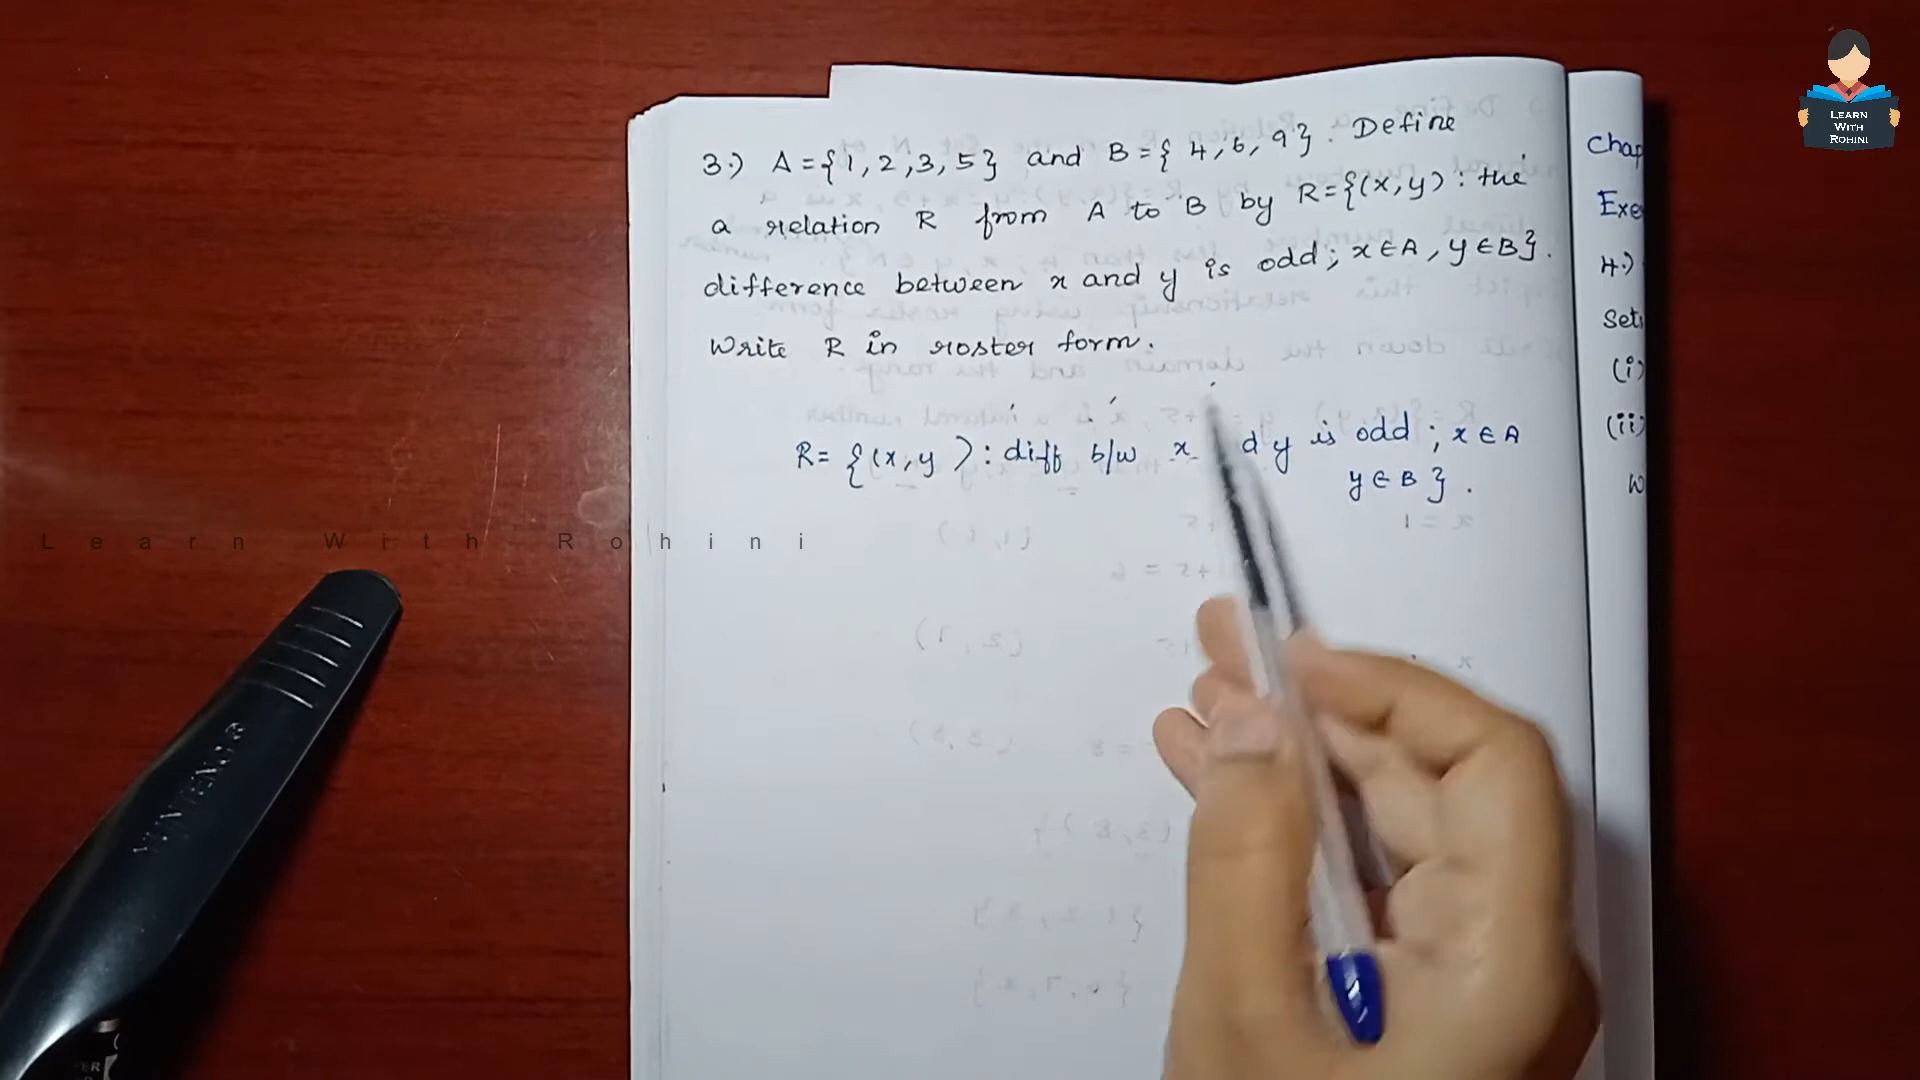 3.) A={1,2,3,5} and B={4,6,9}. Define
a relation R from A to B by R={(x,y): the
difference between x and y is odd; x∈A, y∈B}.
Write R in roster form.
R= {(x,y): diff b/w x d y is odd; x∈A
y∈B}.
Learn With Rohini
LEARN
WITH
ROHINI
Chap
Exe
4.)
Sets
(i)
(ii)
W